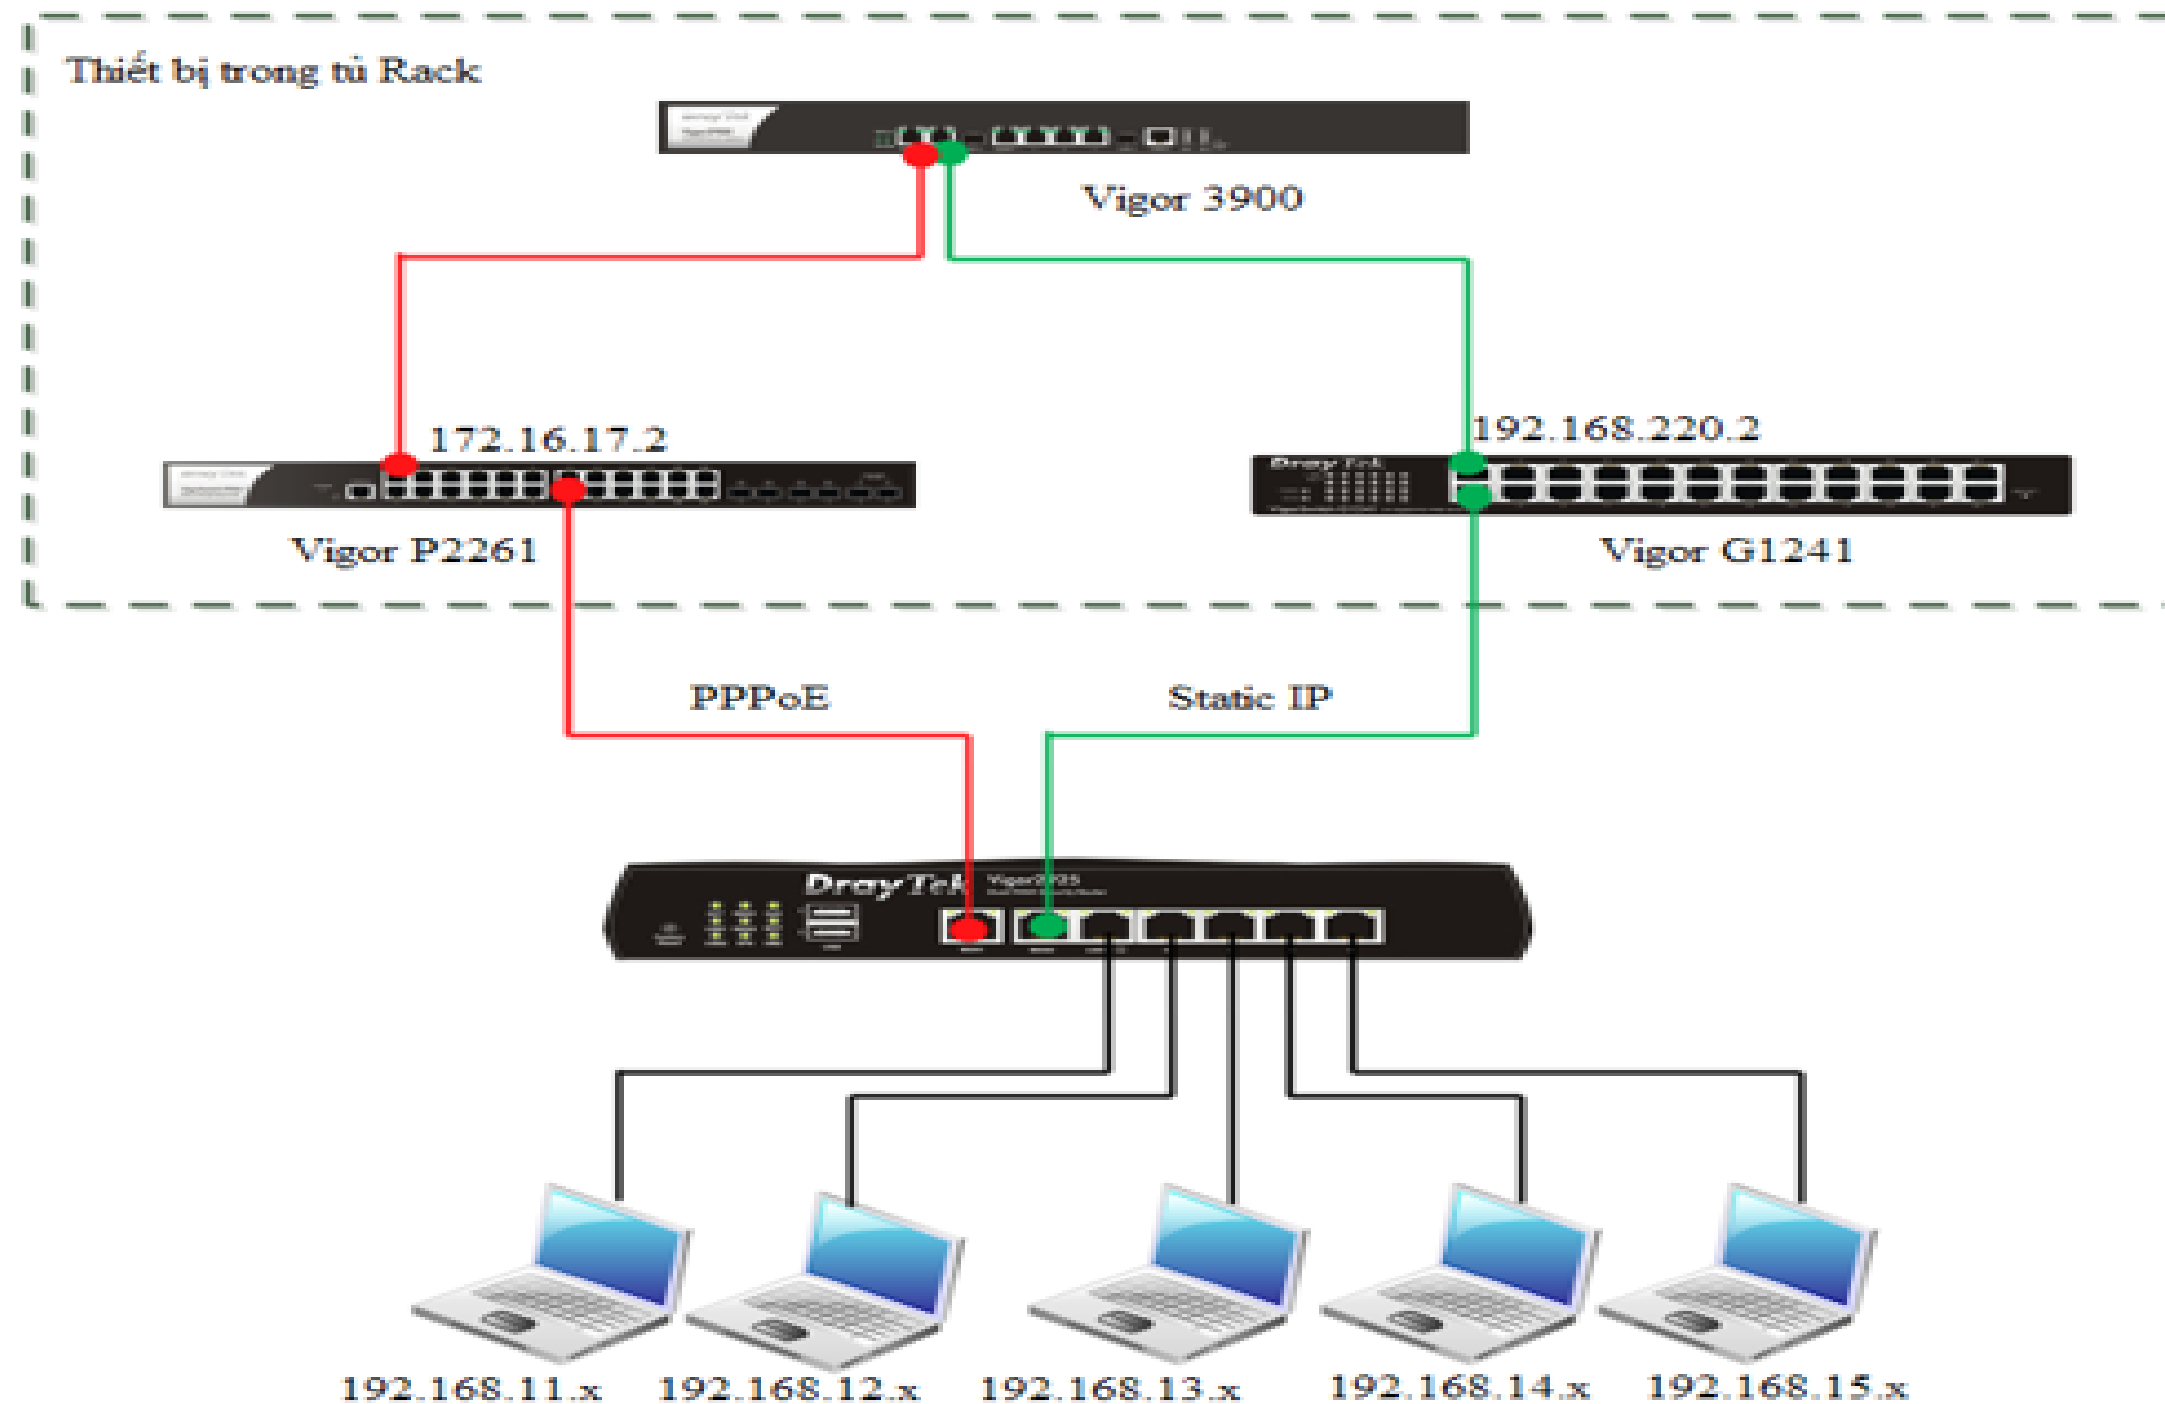 Thiết bị trong tủ Rack
Vigor 3900
172.16.17.2
192.168.220.2
DrayTek
Vigor P2261
Vigor G1241
PPPoE
Static IP
DrayTek
192.168.11.x
192.168.12.x
192.168.13.x
192.168.14.x
192.168.15.x